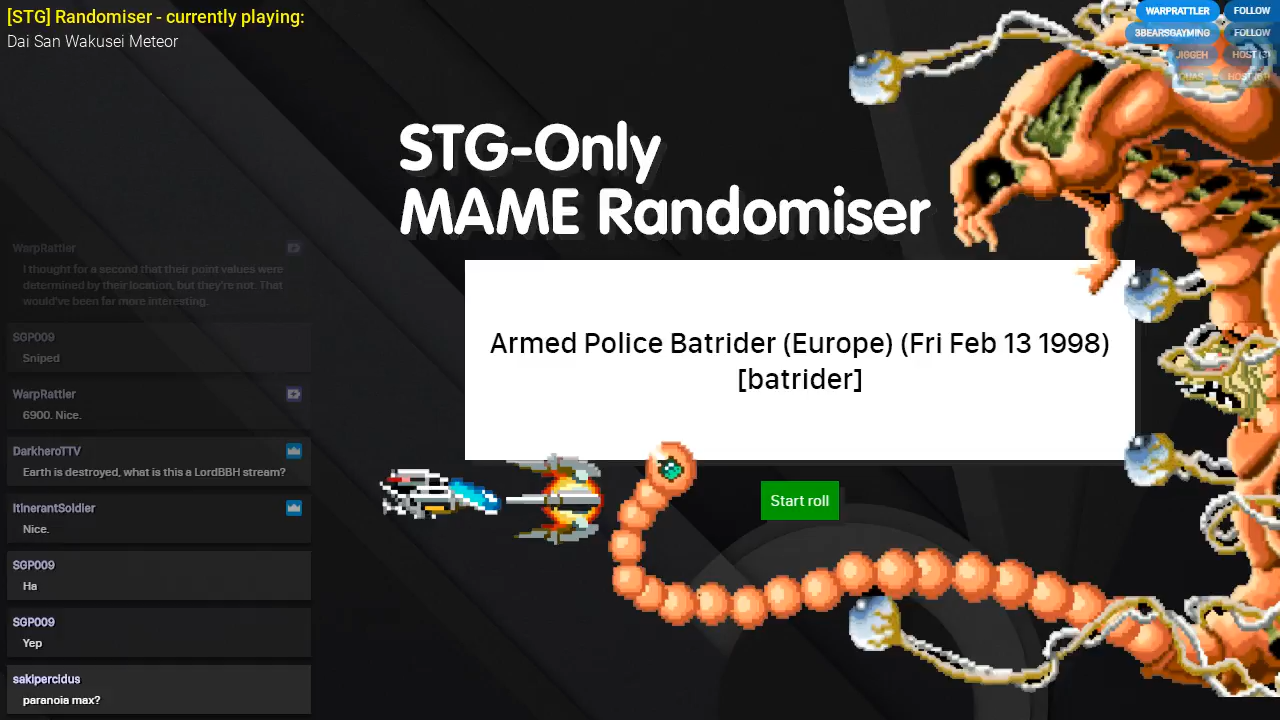 [STG] Randomiser - currently playing:
Dai San Wakusei Meteor
WARPRATTLER FOLLOW
3BEARSGAYMING FOLLOW
JIGGEH HOST (3)
STG-Only
MAME Randomiser
Armed Police Batrider (Europe) (Fri Feb 13 1998)
[batrider]
Start roll
WarpRattler
I thought for a second that their point values were
determined by their location, but they're not. That
would've been far more interesting.
SGP009
Sniped
WarpRattler
6900. Nice.
DarkheroTTV
Earth is destroyed, what is this a LordBBH stream?
ItinerantSoldier
Nice.
SGP009
Ha
SGP009
Yep
sakipercidus
paranoia max?